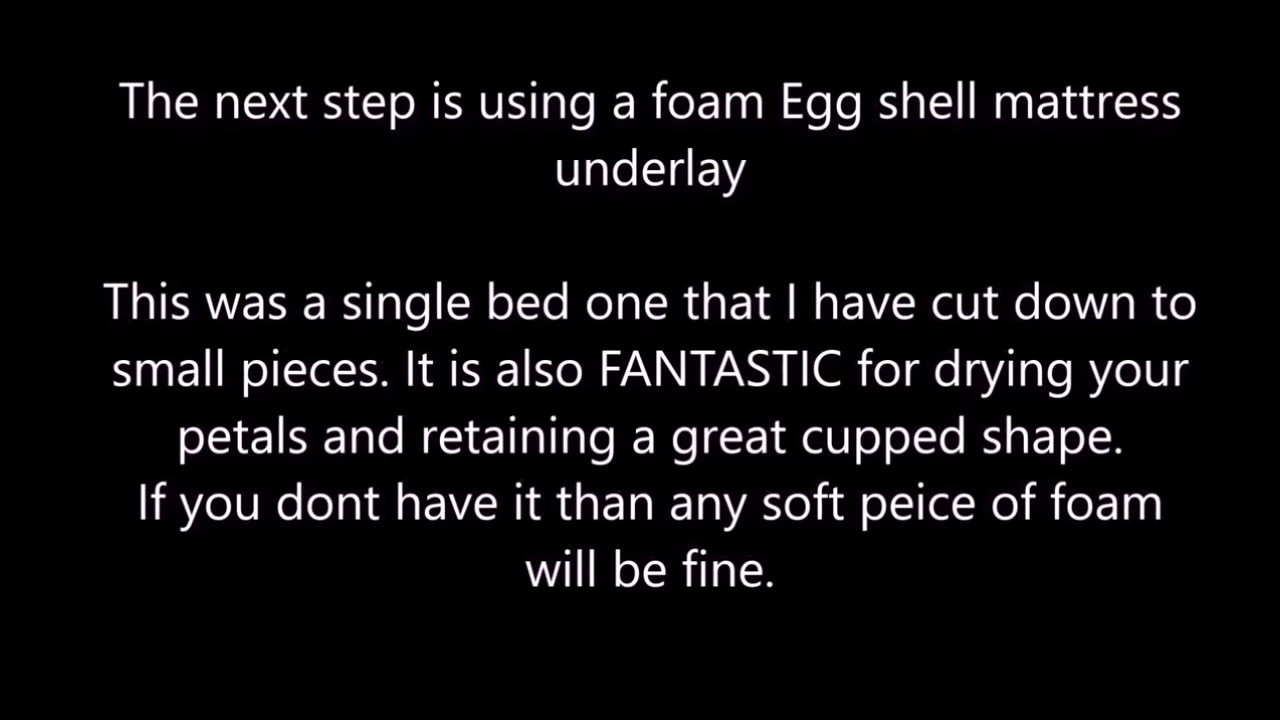 The next step is using a foam Egg shell mattress
underlay
This was a single bed one that I have cut down to
small pieces. It is also FANTASTIC for drying your
petals and retaining a great cupped shape.
If you dont have it than any soft peice of foam
will be fine.